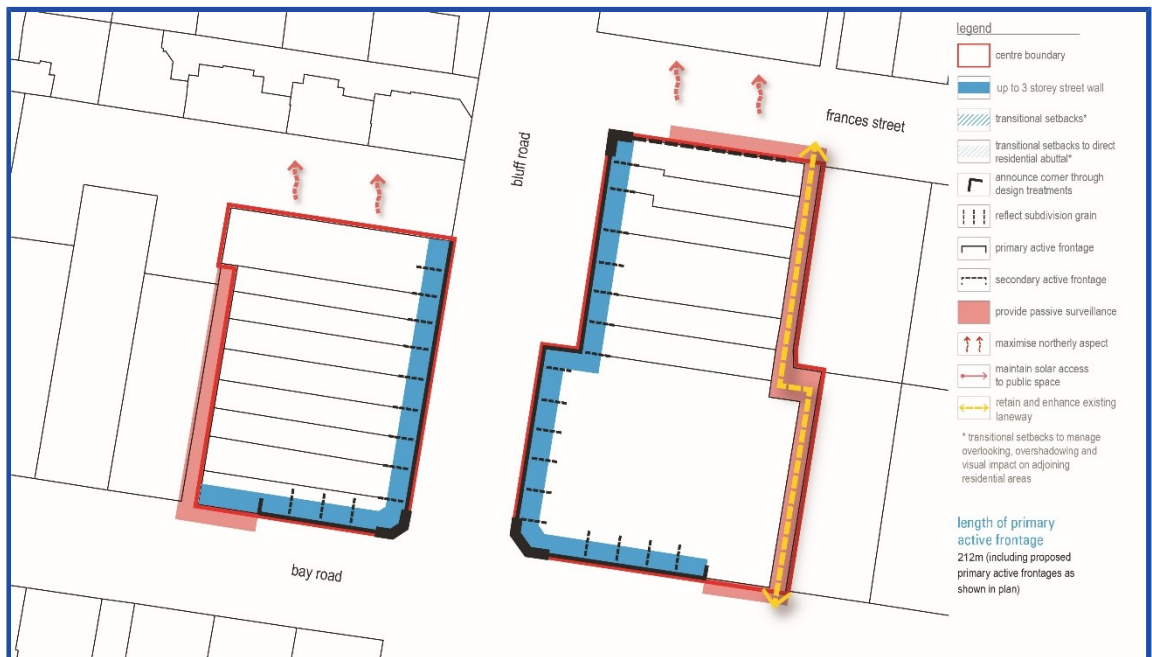 frances street
bluff road
bay road
legend
centre boundary
up to 3 storey street wall
transitional setbacks*
transitional setbacks to direct
residential abuttal*
announce corner through
design treatments
reflect subdivision grain
primary active frontage
secondary active frontage
provide passive surveillance
maximise northerly aspect
maintain solar access
to public space
retain and enhance existing
laneway
* transitional setbacks to manage
overlooking, overshadowing and
visual impact on adjoining
residential areas
length of primary
active frontage
212m (including proposed
primary active frontages as
shown in plan)